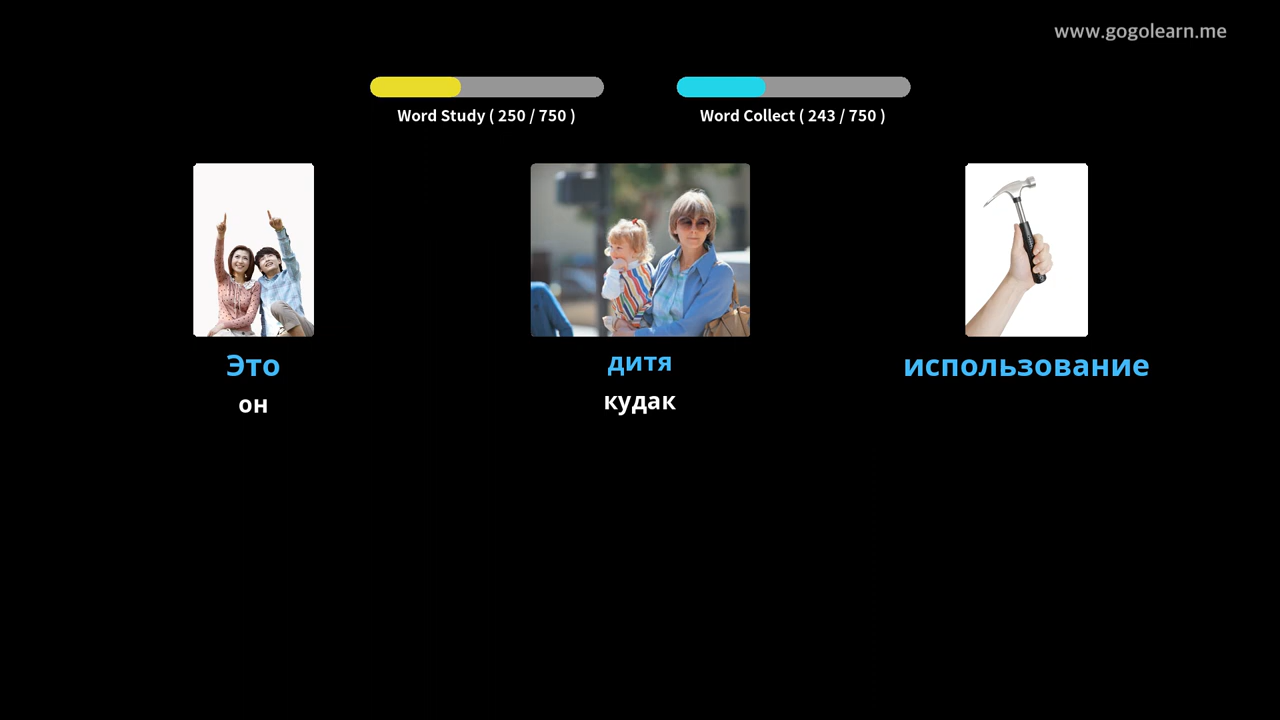 www.gogolearn.me
Word Study ( 250 / 750 )
Word Collect ( 243 / 750 )
Это
он
дитя
кудак
использование